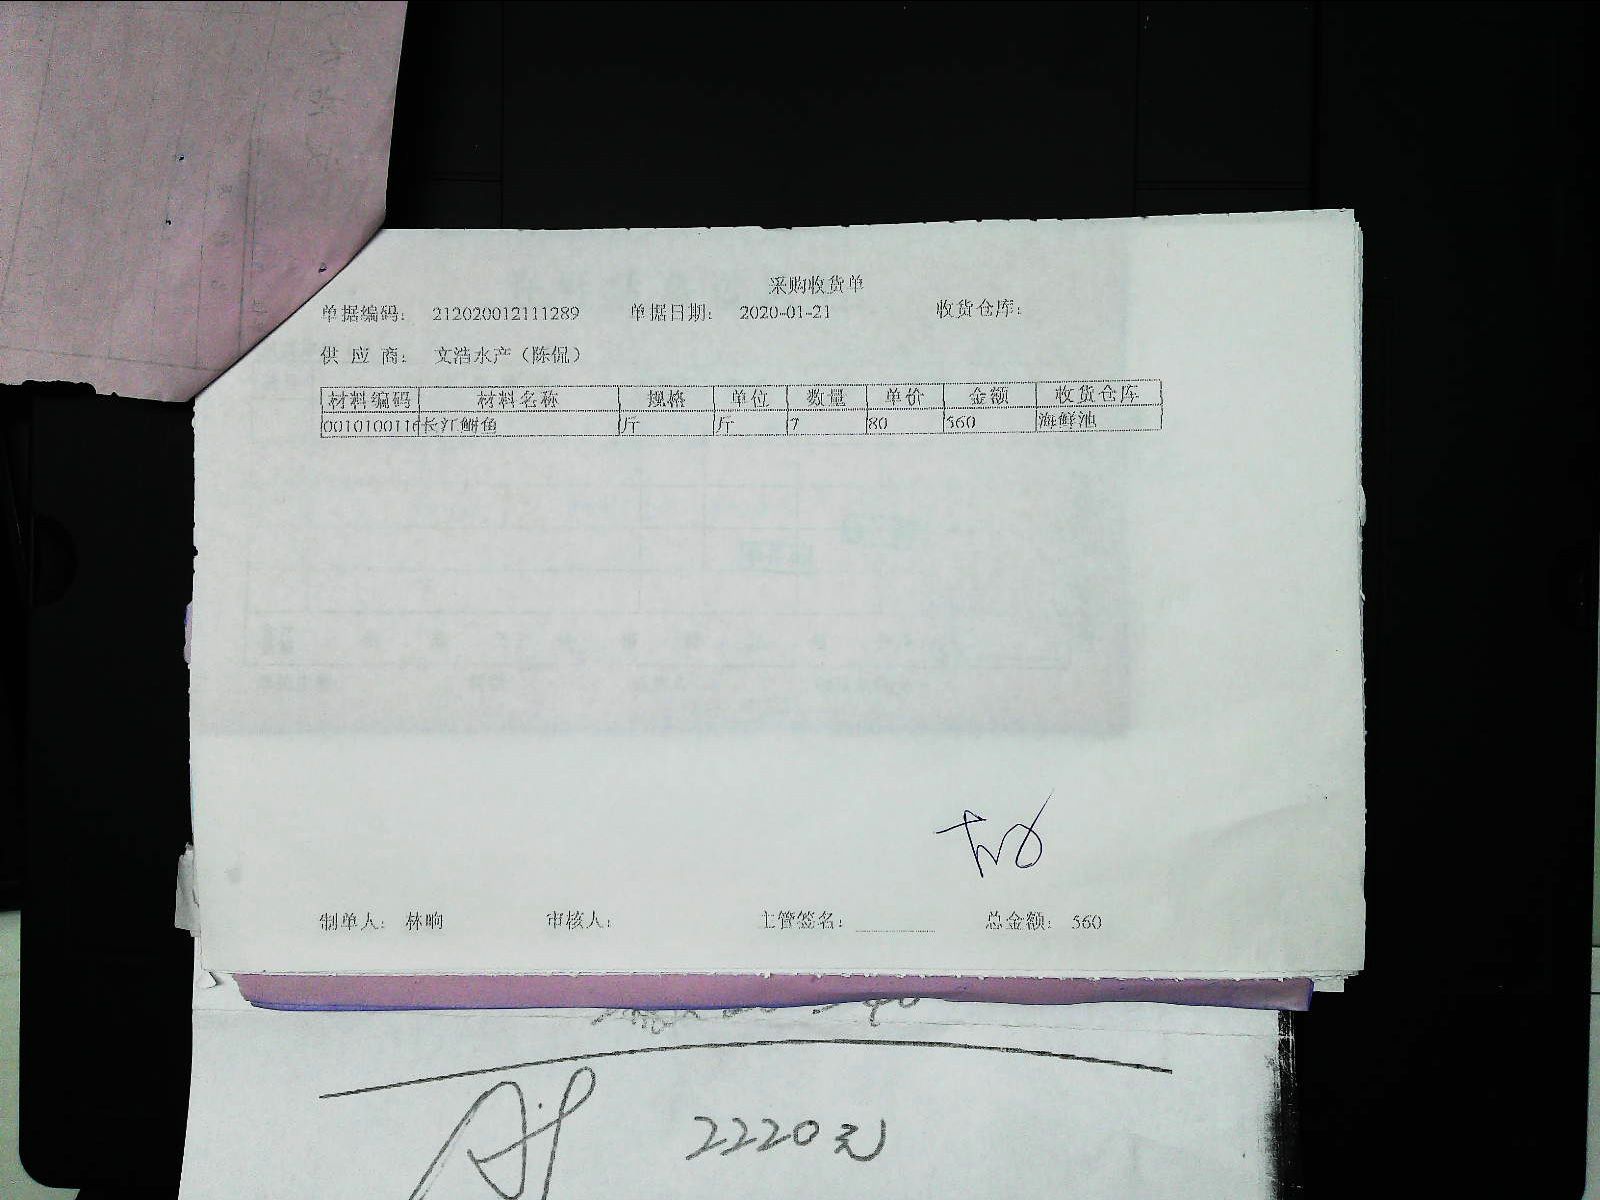 采购收货单
单据编码: 212020012111289 单据日期: 2020-01-21 收货仓库:
供 应 商: 文浩水产（陈侃）
材料编码 材料名称 规格 单位 数量 单价 金额 收货仓库
0010100116 长江鮰鱼 斤 斤 7 80 560 海鲜池
制单人: 林晌 审核人: 主管签名: 总金额: 560
2220元